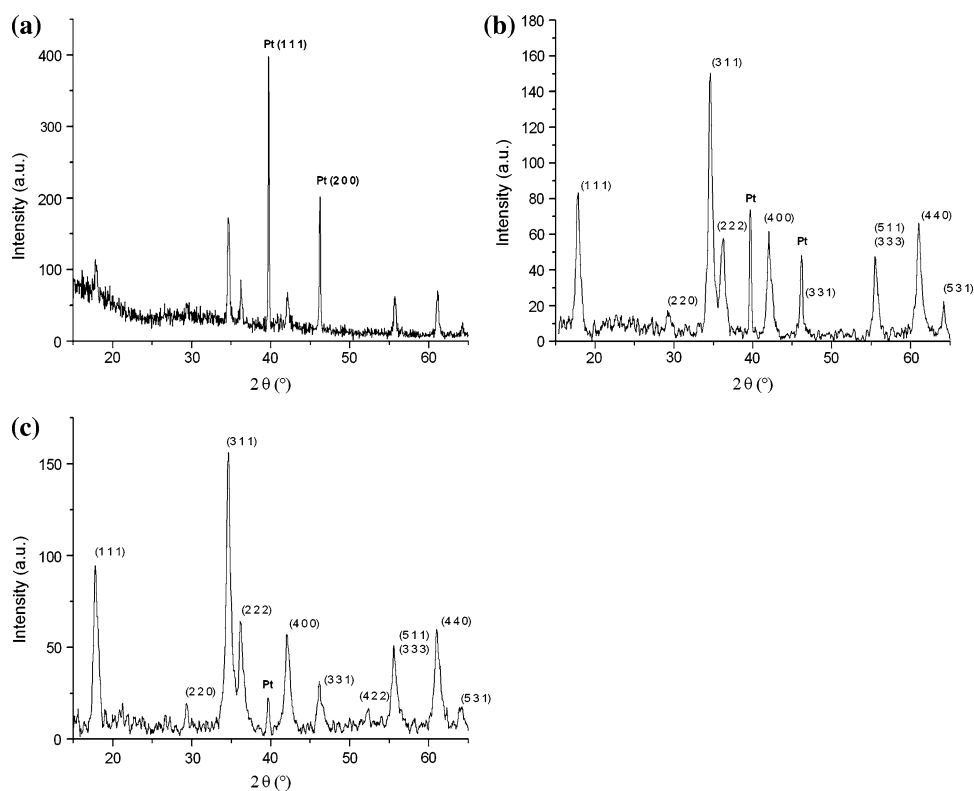 (a)
Pt (1 1 1)
Pt (2 0 0)
400
300
200
100
0
20
30
40
50
60
Intensity (a.u.)
2 θ (°)
(b)
180
160
140
120
100
80
60
40
20
0
(1 1 1)
(2 2 0)
(3 1 1)
(2 2 2)
Pt
(4 0 0)
Pt
(3 3 1)
(5 1 1)
(3 3 3)
(4 4 0)
(5 3 1)
20
30
40
50
60
Intensity (a.u.)
2 θ (°)
(c)
150
100
50
0
(1 1 1)
(2 2 0)
(3 1 1)
(2 2 2)
Pt
(4 0 0)
(3 3 1)
(4 2 2)
(5 1 1)
(3 3 3)
(4 4 0)
(5 3 1)
20
30
40
50
60
Intensity (a.u.)
2 θ (°)